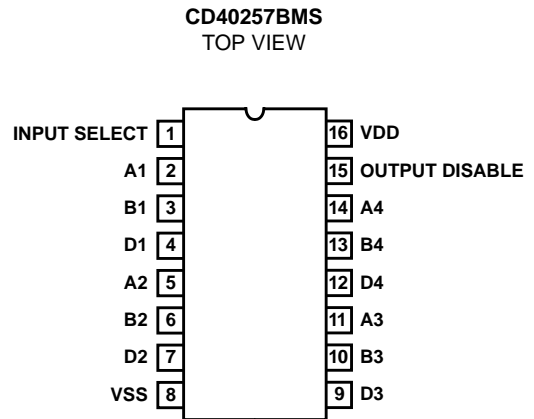 CD40257BMS
TOP VIEW
INPUT SELECT 1 16 VDD
A1 2 15 OUTPUT DISABLE
B1 3 14 A4
D1 4 13 B4
A2 5 12 D4
B2 6 11 A3
D2 7 10 B3
VSS 8 9 D3